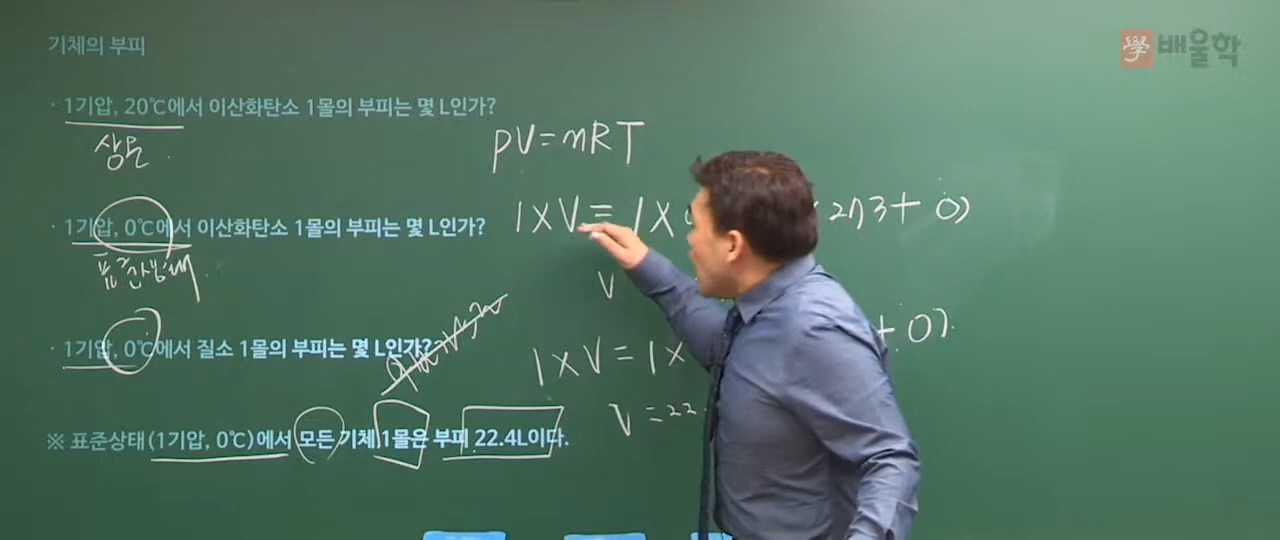 學 배울학
기체의 부피
· 1기압, 20℃에서 이산화탄소 1몰의 부피는 몇 L인가?
상온
PV=nRT
· 1기압, 0℃에서 이산화탄소 1몰의 부피는 몇 L인가?
1×V=1×0 273+0)
표준상태
V
· 1기압, 0℃에서 질소 1몰의 부피는 몇 L인가?
1×V=1× +0).
V=22.
※ 표준상태(1기압, 0℃)에서 모든 기체 1몰은 부피 22.4L이다.